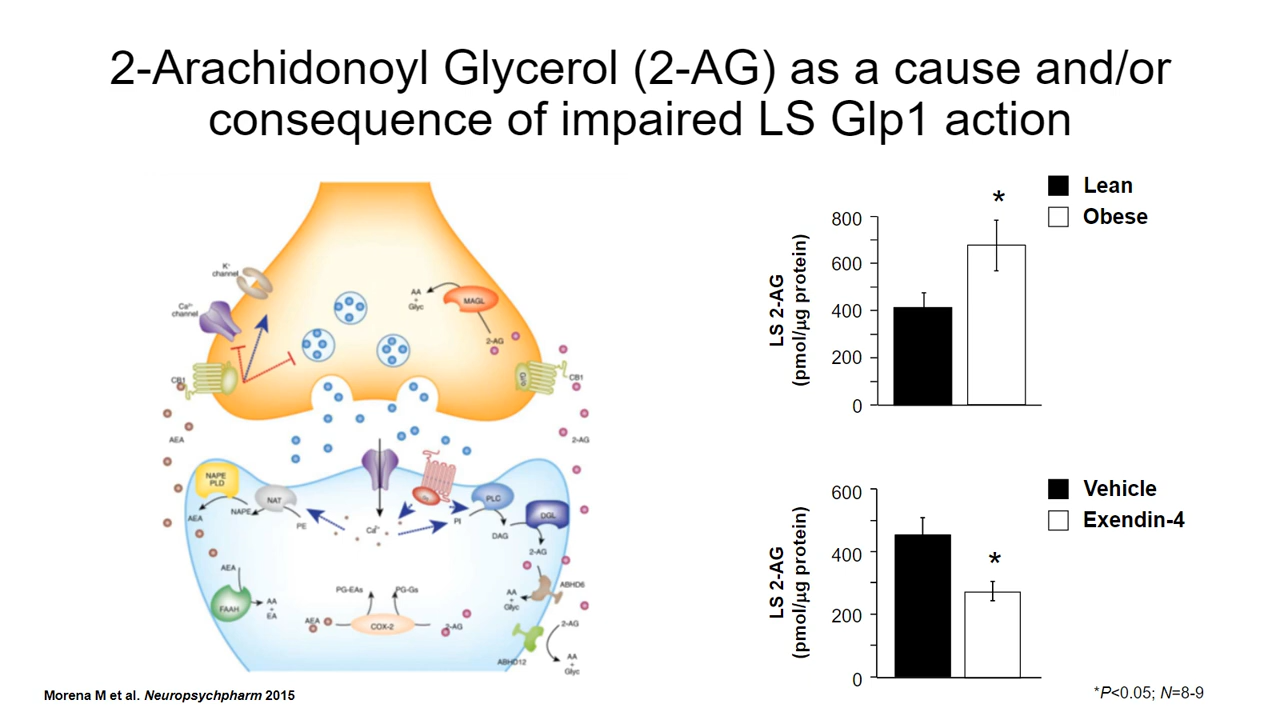 2-Arachidonoyl Glycerol (2-AG) as a cause and/or
consequence of impaired LS Glp1 action
K⁺
channel
Ca²⁺
channel
CB1
AEA
AA
+
Glyc
MAGL
2-AG
Gi/o
CB1
2-AG
NAPE
PLD
AEA
NAPE
NAT
PE
Ca²⁺
PI
PLC
DAG
DGL
2-AG
AEA
FAAH
AA
+
EA
PG-EAs
PG-Gs
AEA
COX-2
2-AG
ABHD6
AA
+
Glyc
2-AG
ABHD12
AA
+
Glyc
Lean
Obese
*
LS 2-AG
(pmol/µg protein)
800
600
400
200
0
Vehicle
Exendin-4
*
LS 2-AG
(pmol/µg protein)
600
400
200
0
Morena M et al. Neuropsychpharm 2015
*P<0.05; N=8-9